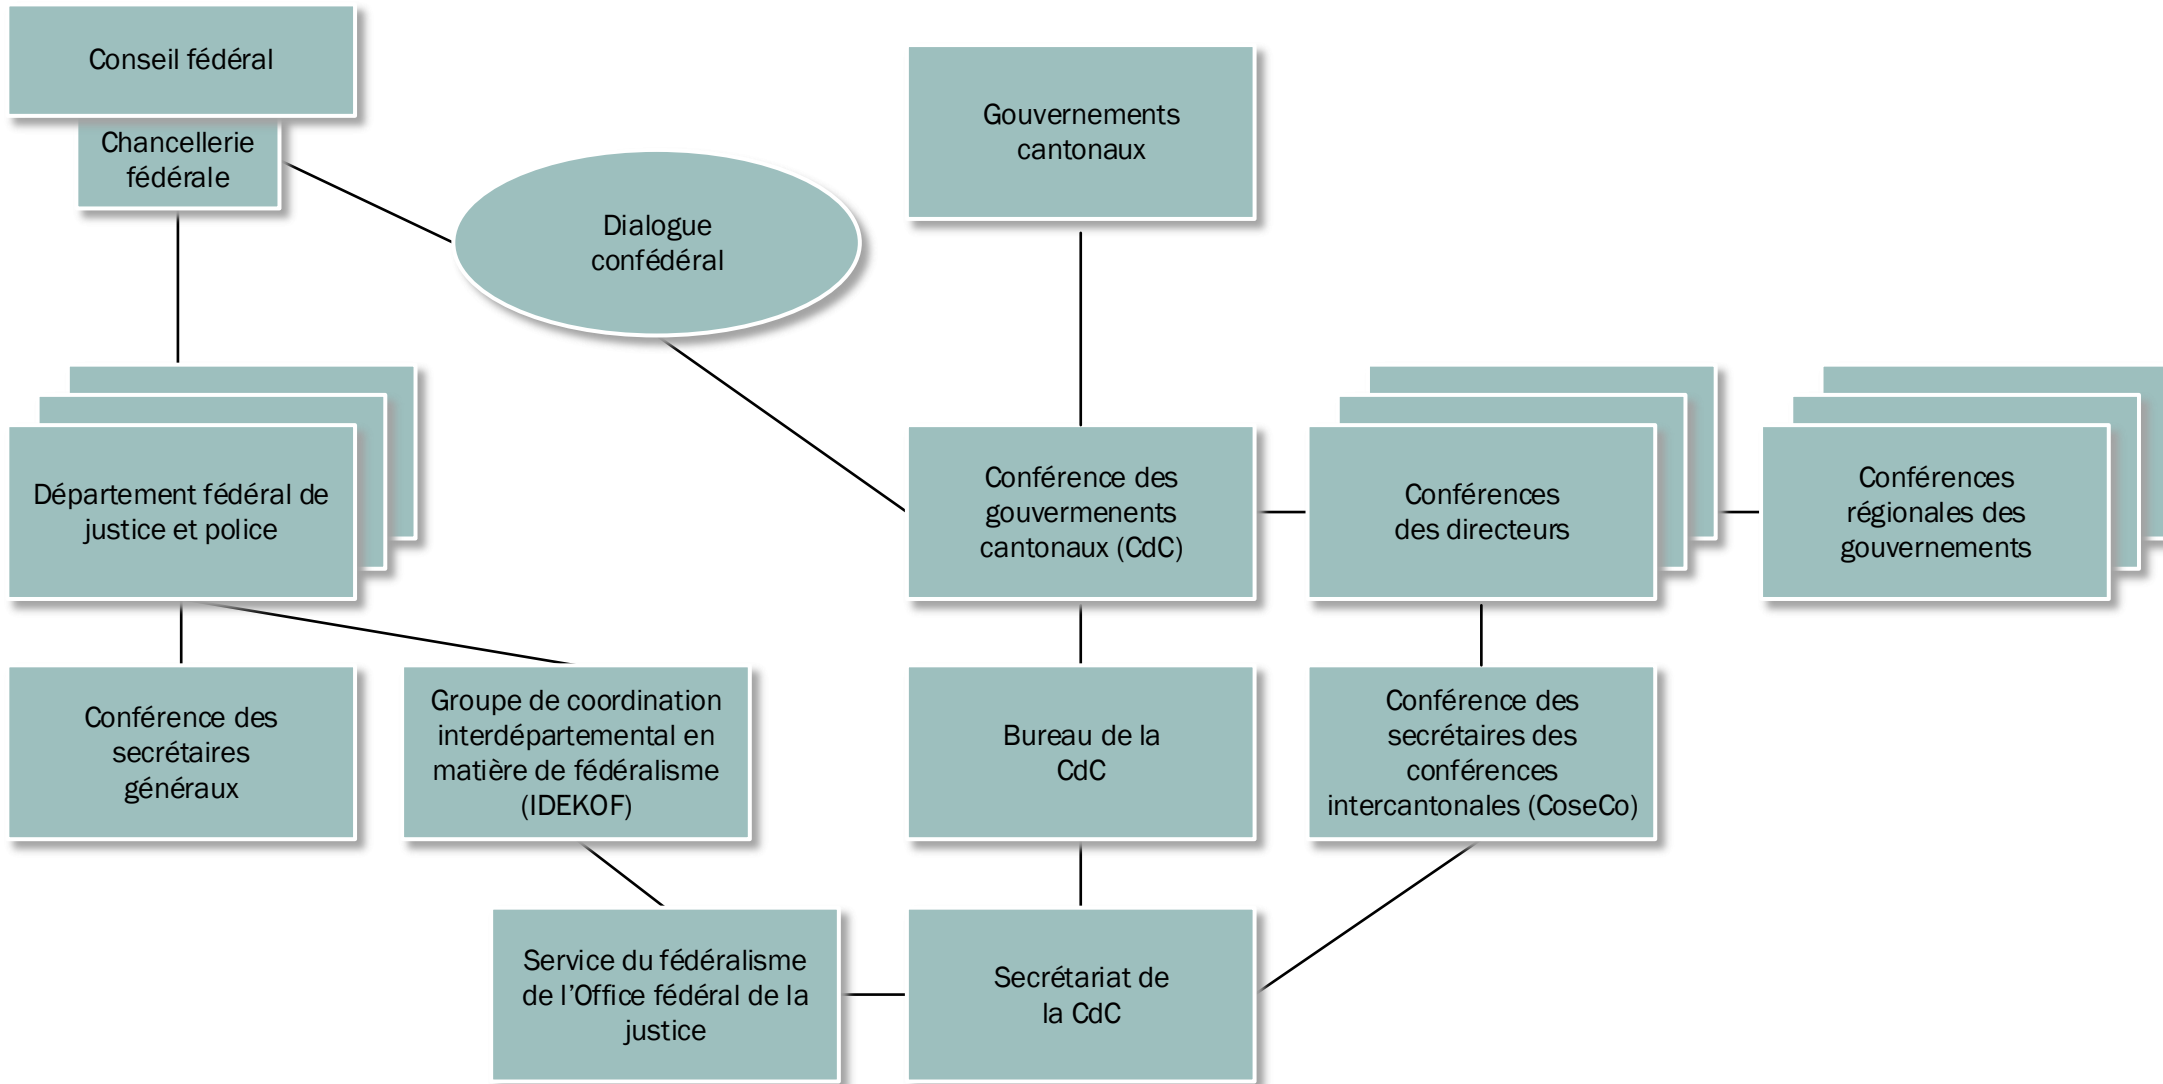 Conseil fédéral
Chancellerie
fédérale
Dialogue
confédéral
Gouvernements
cantonaux
Département fédéral de
justice et police
Conférence des
gouvermenents
cantonaux (CdC)
Conférences
des directeurs
Conférences
régionales des
gouvernements
Conférence des
secrétaires
généraux
Groupe de coordination
interdépartemental en
matière de fédéralisme
(IDEKOF)
Bureau de la
CdC
Conférence des
secrétaires des
conférences
intercantonales (CoseCo)
Service du fédéralisme
de l’Office fédéral de la
justice
Secrétariat de
la CdC